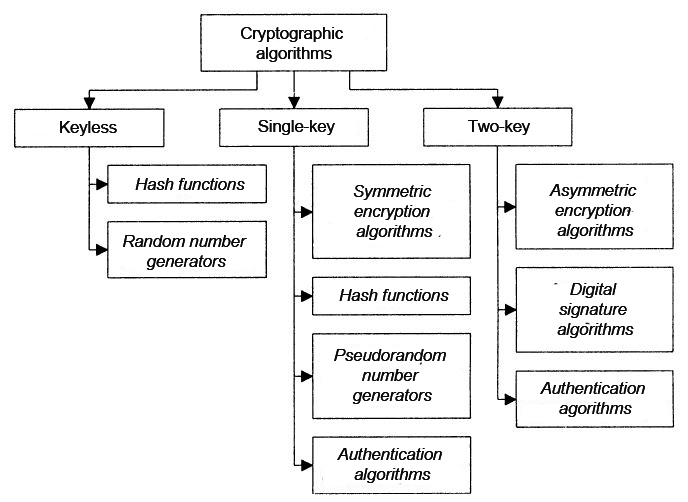 Cryptographic
algorithms
Keyless
Hash functions
Random number
generators
Single-key
Symmetric
encryption
algorithms
Hash functions
Pseudorandom
number
generators
Authentication
algorithms
Two-key
Asymmetric
encryption
algorithms
Digital
signature
algorithms
Authentication
agorithms